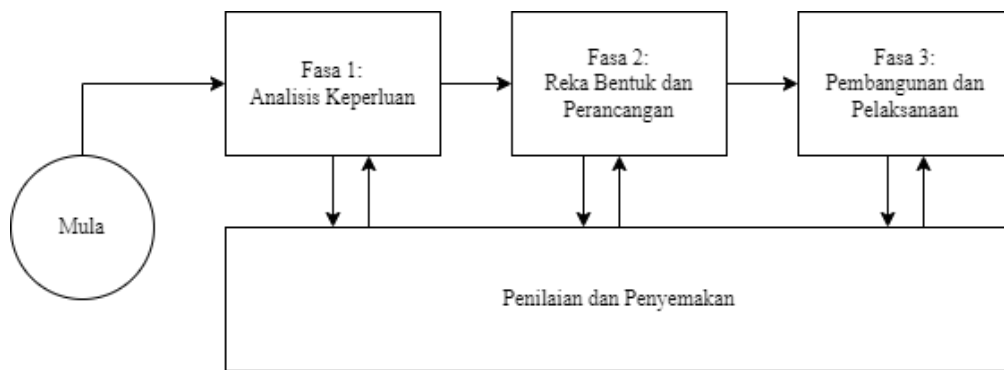 Fasa 1:
Analisis Keperluan
Fasa 2:
Reka Bentuk dan
Perancangan
Fasa 3:
Pembangunan dan
Pelaksanaan
Mula
Penilaian dan Penyemakan